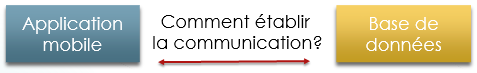 Application
mobile
Comment établir
la communication?
Base de
données